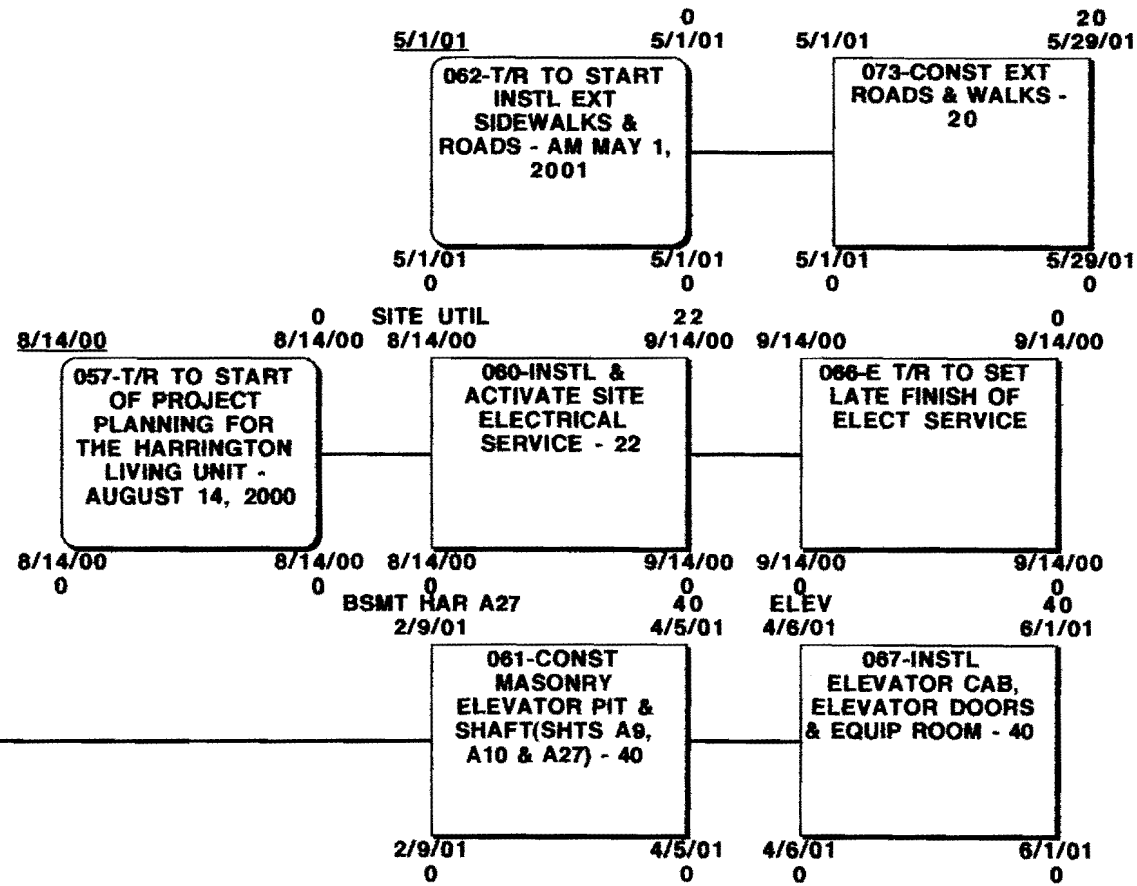 0 20
5/1/01 5/1/01 5/1/01 5/29/01
062-T/R TO START
INSTL EXT
SIDEWALKS &
ROADS - AM MAY 1,
2001
073-CONST EXT
ROADS & WALKS -
20
5/1/01 5/1/01 5/1/01 5/29/01
0 0 0 0
0 SITE UTIL 22 0
8/14/00 8/14/00 8/14/00 9/14/00 9/14/00 9/14/00
057-T/R TO START
OF PROJECT
PLANNING FOR
THE HARRINGTON
LIVING UNIT -
AUGUST 14, 2000
060-INSTL &
ACTIVATE SITE
ELECTRICAL
SERVICE - 22
066-E T/R TO SET
LATE FINISH OF
ELECT SERVICE
8/14/00 8/14/00 8/14/00 9/14/00 9/14/00 9/14/00
0 0 0 0 0 0
BSMT HAR A27 40 ELEV 40
2/9/01 4/5/01 4/6/01 6/1/01
061-CONST
MASONRY
ELEVATOR PIT &
SHAFT(SHTS A9,
A10 & A27) - 40
067-INSTL
ELEVATOR CAB,
ELEVATOR DOORS
& EQUIP ROOM - 40
2/9/01 4/5/01 4/6/01 6/1/01
0 0 0 0